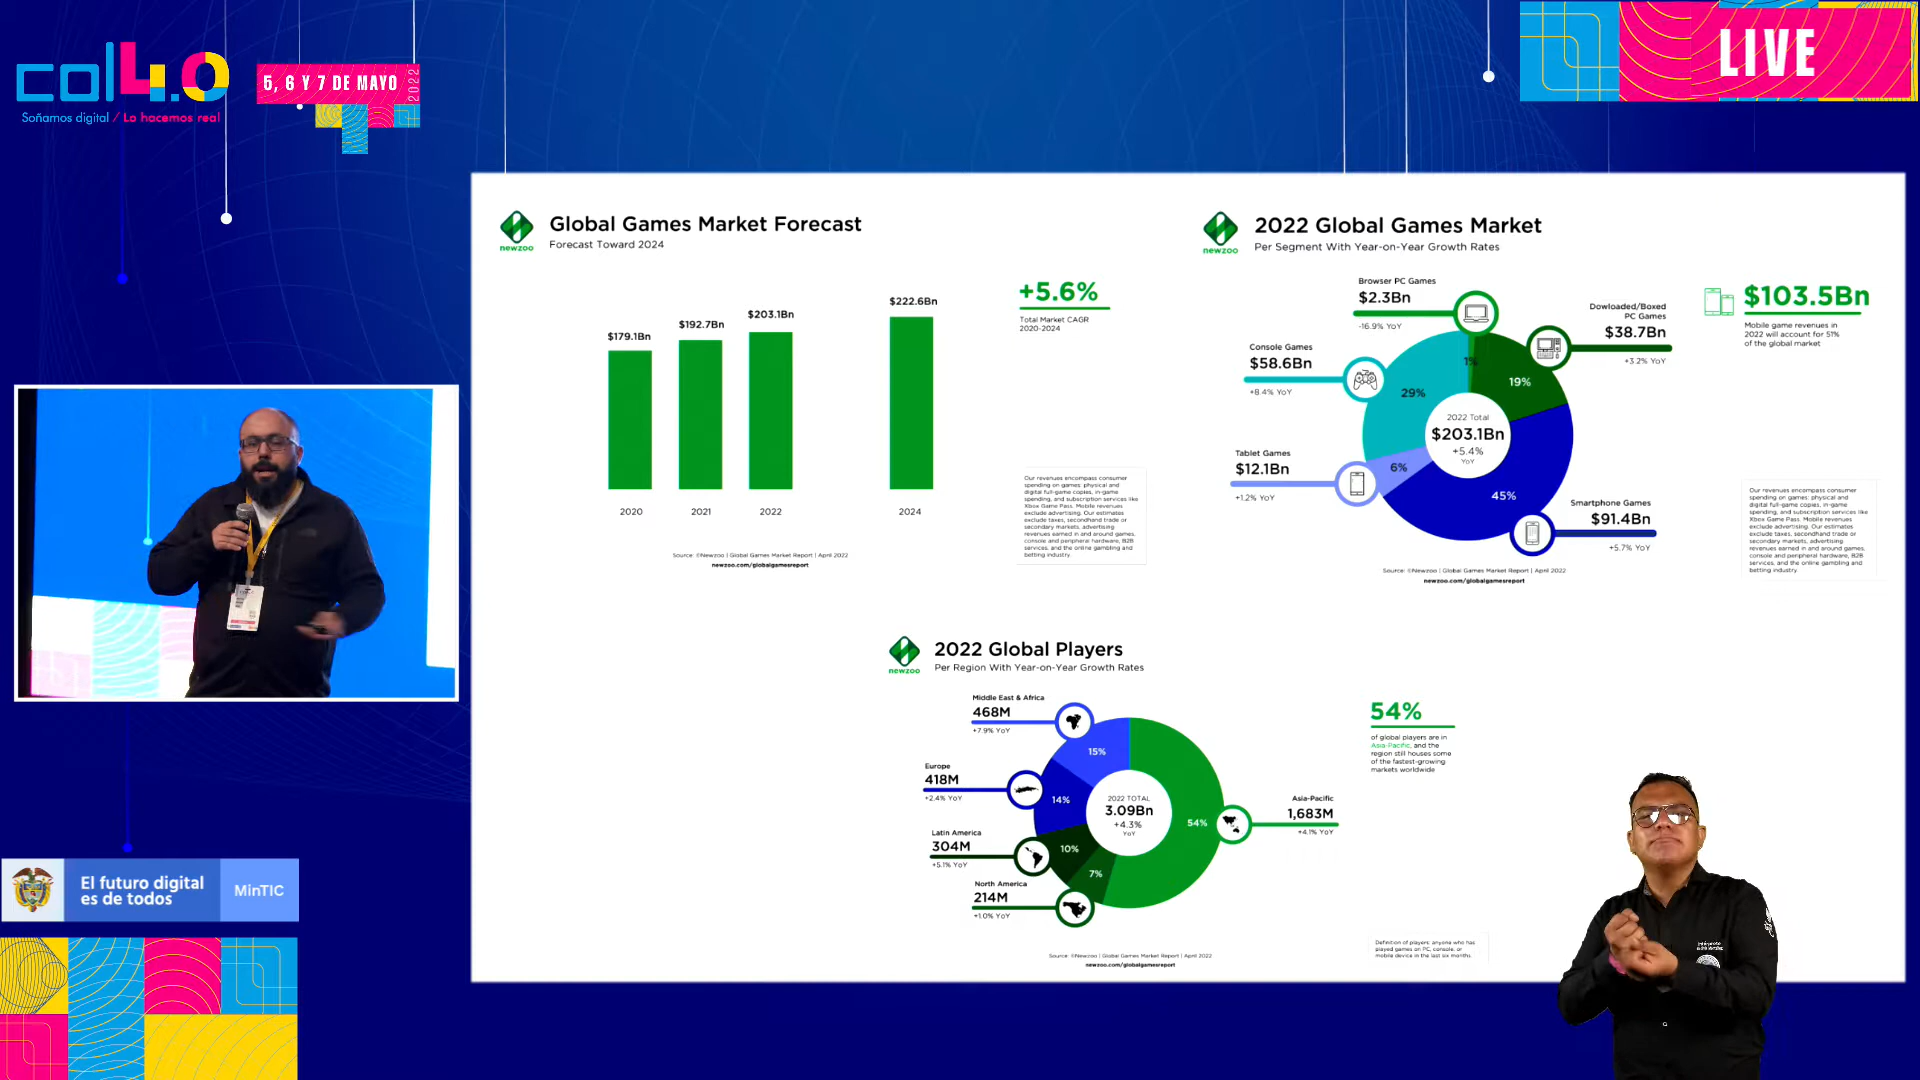 col4.0
Soñamos digital / Lo hacemos real
5, 6 Y 7 DE MAYO
2022
LIVE
newzoo
Global Games Market Forecast
Forecast Toward 2024
$179.1Bn
$192.7Bn
$203.1Bn
$222.6Bn
2020
2021
2022
2024
+5.6%
Total Market CAGR
2020-2024
Our revenues encompass consumer
spending on games: physical and
digital full-game copies, in-game
spending, and subscription services like
Xbox Game Pass. Mobile revenues
exclude advertising. Our estimates
exclude taxes, secondhand trade or
secondary markets, advertising
revenues earned in and around games,
console and peripheral hardware, B2B
services, and the online gambling and
betting industry
Source: ©Newzoo | Global Games Market Report | April 2022
newzoo.com/globalgamesreport
newzoo
2022 Global Games Market
Per Segment With Year-on-Year Growth Rates
Browser PC Games
$2.3Bn
-16.9% YoY
Dowloaded/Boxed
PC Games
$38.7Bn
+3.2% YoY
Console Games
$58.6Bn
+8.4% YoY
Tablet Games
$12.1Bn
+1.2% YoY
Smartphone Games
$91.4Bn
+5.7% YoY
1%
19%
29%
6%
45%
2022 Total
$203.1Bn
+5.4%
YoY
$103.5Bn
Mobile game revenues in
2022 will account for 51%
of the global market
Our revenues encompass consumer
spending on games: physical and
digital full-game copies, in-game
spending, and subscription services like
Xbox Game Pass. Mobile revenues
exclude advertising. Our estimates
exclude taxes, secondhand trade or
secondary markets, advertising
revenues earned in and around games,
console and peripheral hardware, B2B
services, and the online gambling and
betting industry
Source: ©Newzoo | Global Games Market Report | April 2022
newzoo.com/globalgamesreport
newzoo
2022 Global Players
Per Region With Year-on-Year Growth Rates
Middle East & Africa
468M
+7.9% YoY
Europe
418M
+2.4% YoY
Latin America
304M
+5.1% YoY
North America
214M
+1.0% YoY
Asia-Pacific
1,683M
+4.1% YoY
15%
14%
10%
7%
54%
2022 TOTAL
3.09Bn
+4.3%
YoY
54%
of global players are in
Asia-Pacific, and the
region still houses some
of the fastest-growing
markets worldwide
Definition of players: anyone who has
played games on PC, console, or
mobile device in the last six months
Source: ©Newzoo | Global Games Market Report | April 2022
newzoo.com/globalgamesreport
El futuro digital
es de todos
MinTIC